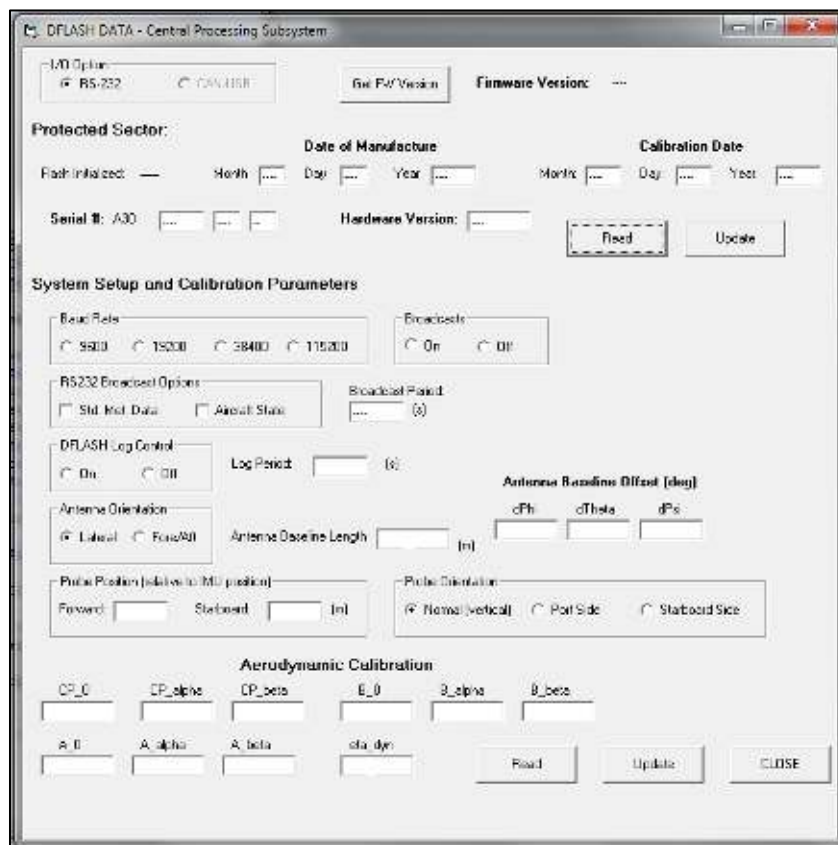 DFLASH DATA - Central Processing Subsystem
I/O Option
RS-232 CAN-USB Get FW Version Firmware Version: ---
Protected Sector:
Date of Manufacture Calibration Date
Flash Initialized: --- Month: ---- Day: ---- Year: ---- Month: ---- Day: ---- Year: ----
Serial #: A30 ---- ---- -- Hardware Version: ----
Read Update
System Setup and Calibration Parameters
Baud Rate Broadcasts
9600 19200 38400 115200 On Off
RS232 Broadcast Options Broadcast Period:
Std. Met. Data Aircraft State ---- (s)
DFLASH Log Control
On Off Log Period: (s)
Antenna Baseline Offset (deg)
Antenna Orientation dPhi dTheta dPsi
Lateral Fore/Aft Antenna Baseline Length (m)
Probe Position (relative to IMU position) Probe Orientation
Forward: Starboard: (m) Normal (vertical) Port Side Starboard Side
Aerodynamic Calibration
CP_0 CP_alpha CP_beta B_0 B_alpha B_beta
A_0 A_alpha A_beta eta_dyn
Read Update CLOSE